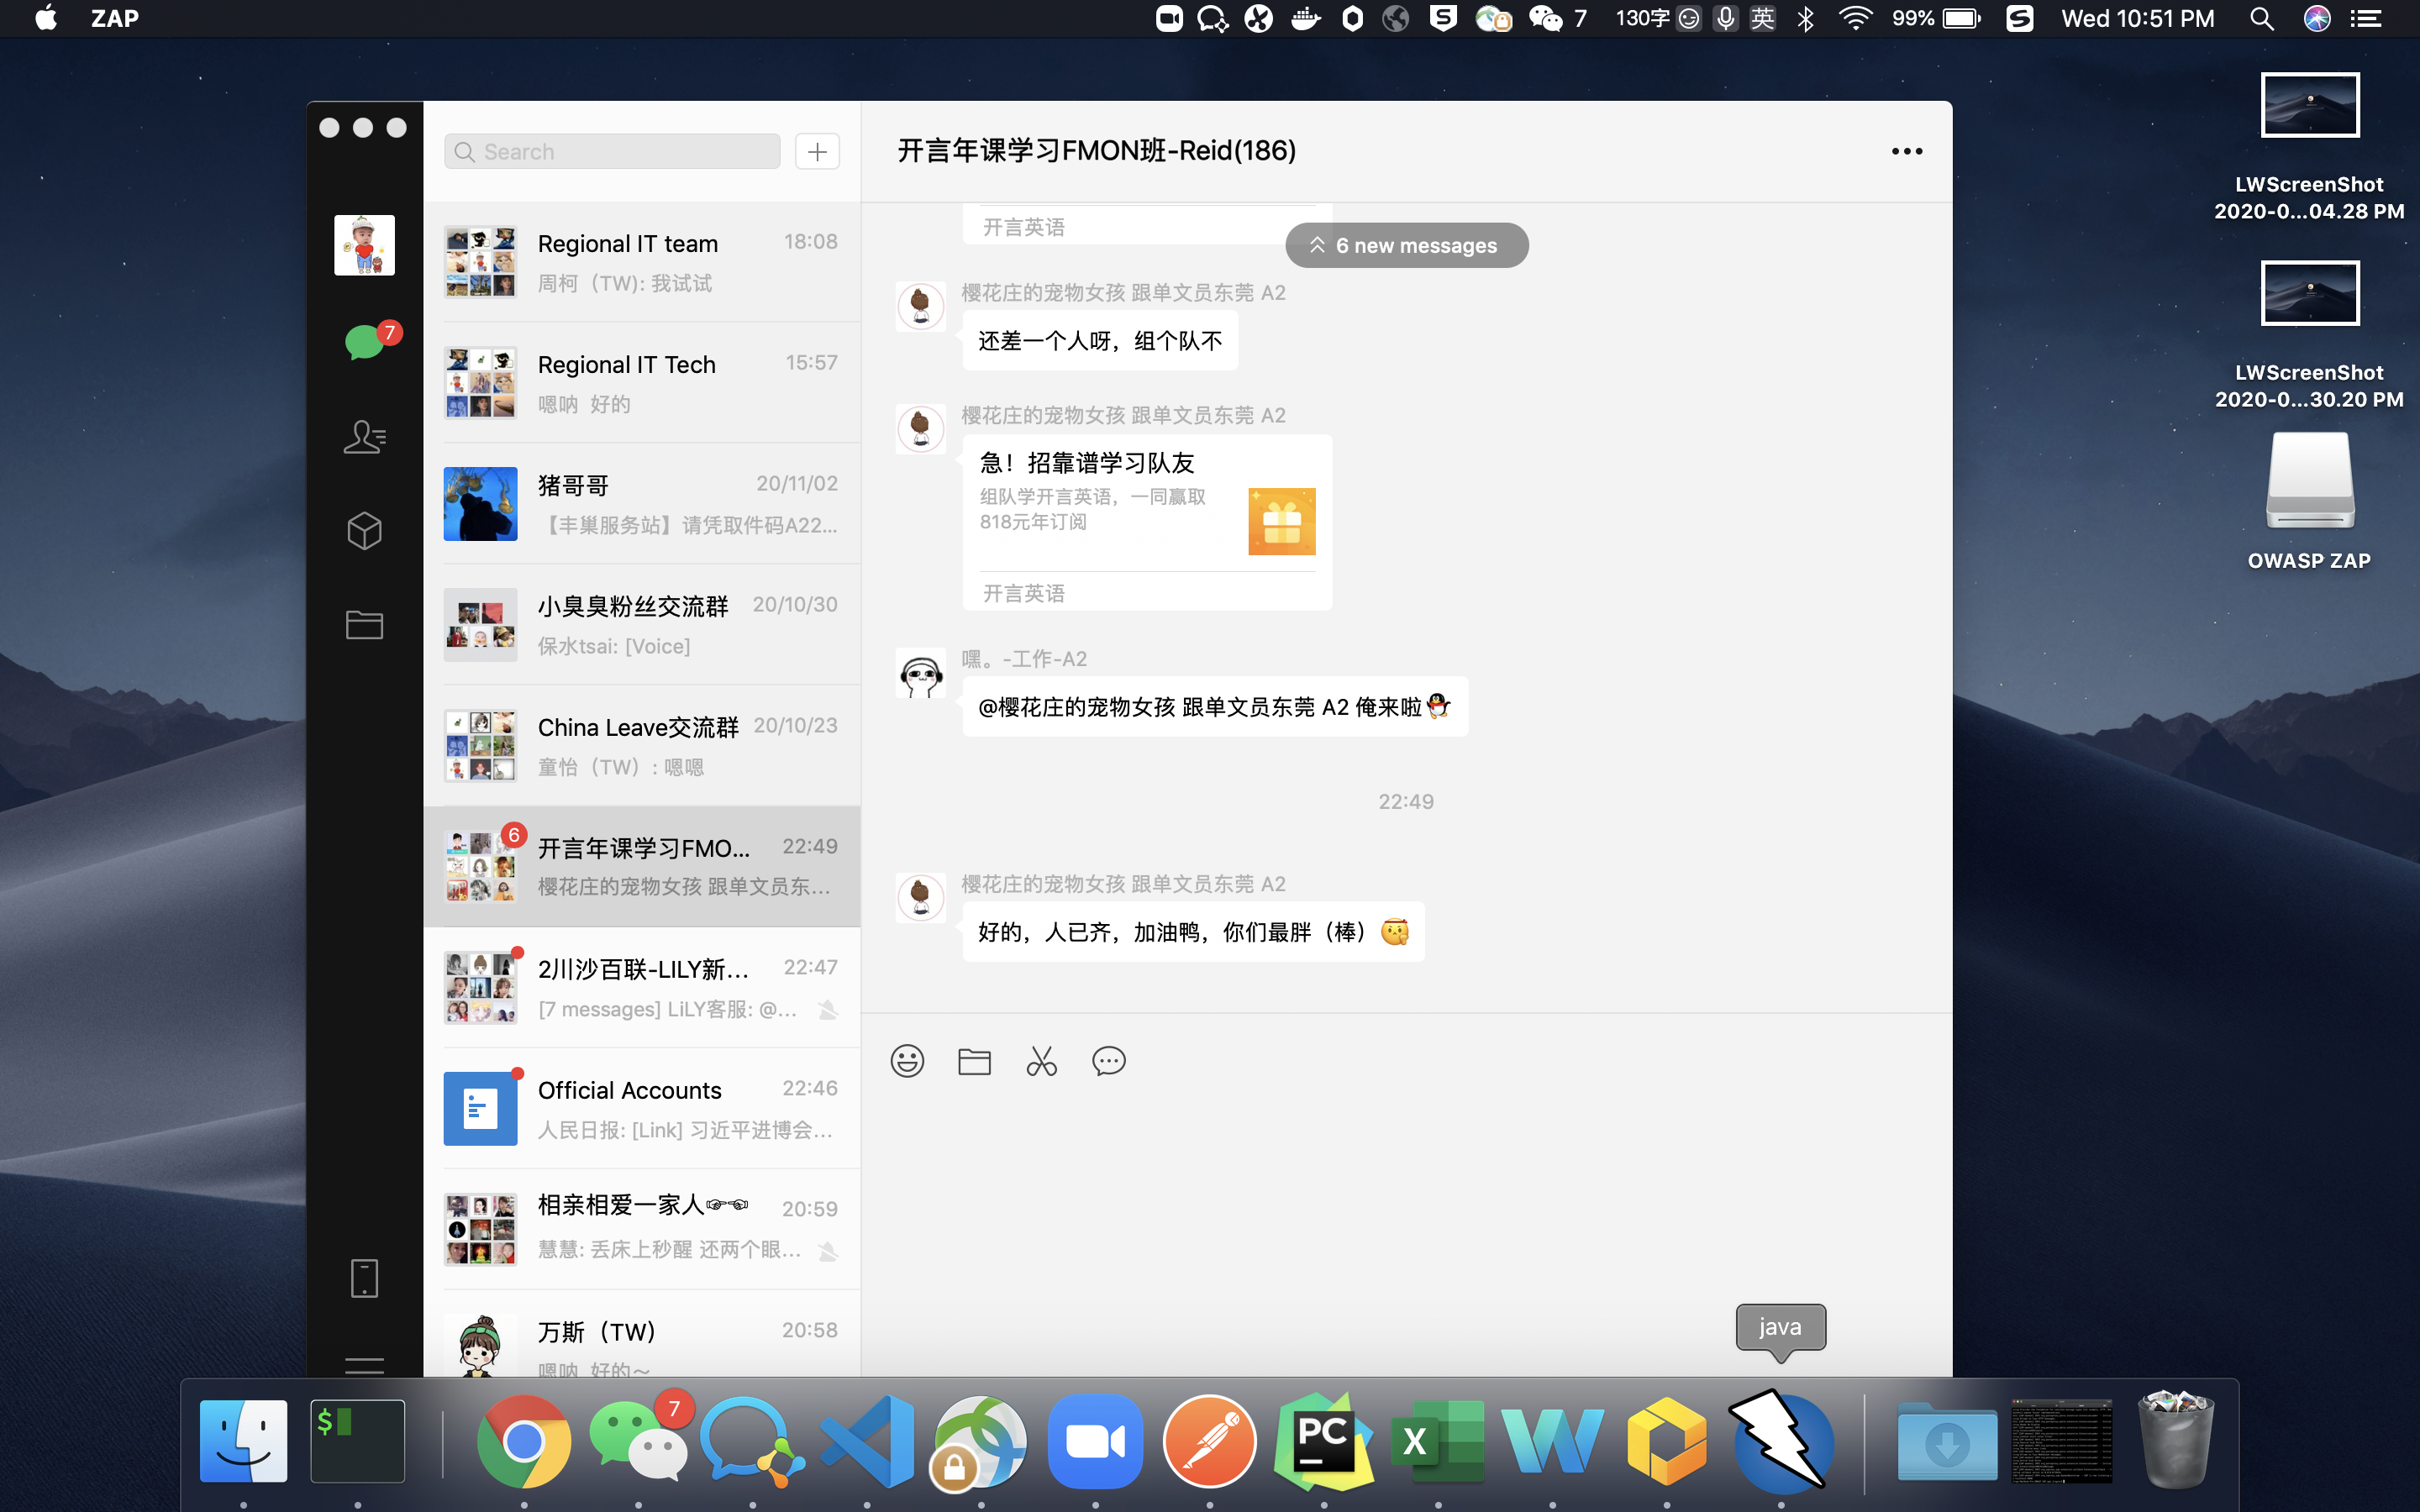 ZAP
7
130字
英
99%
Wed 10:51 PM
LWScreenShot
2020-0...04.28 PM
LWScreenShot
2020-0...30.20 PM
OWASP ZAP
7
Search
Regional IT team
18:08
周柯（TW): 我试试
Regional IT Tech
15:57
嗯呐 好的
猪哥哥
20/11/02
【丰巢服务站】请凭取件码A22...
小臭臭粉丝交流群
20/10/30
保水tsai: [Voice]
China Leave交流群
20/10/23
童怡（TW）: 嗯嗯
6
开言年课学习FMO...
22:49
樱花庄的宠物女孩 跟单文员东...
2川沙百联-LILY新...
22:47
[7 messages] LiLY客服: @...
Official Accounts
22:46
人民日报: [Link] 习近平进博会...
相亲相爱一家人
20:59
慧慧: 丢床上秒醒 还两个眼...
万斯（TW）
20:58
嗯呐 好的～
开言年课学习FMON班-Reid(186)
开言英语
6 new messages
樱花庄的宠物女孩 跟单文员东莞 A2
还差一个人呀，组个队不
樱花庄的宠物女孩 跟单文员东莞 A2
急！招靠谱学习队友
组队学开言英语，一同赢取
818元年订阅
开言英语
嘿。-工作-A2
@樱花庄的宠物女孩 跟单文员东莞 A2 俺来啦
22:49
樱花庄的宠物女孩 跟单文员东莞 A2
好的，人已齐，加油鸭，你们最胖（棒）
java
$
7
PC
X